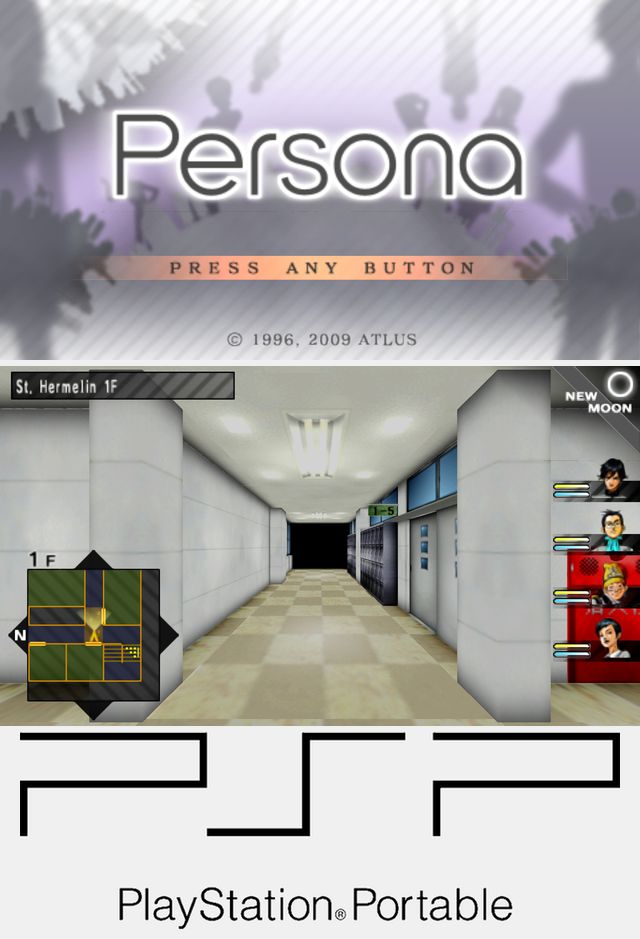 Persona
PRESS ANY BUTTON
© 1996, 2009 ATLUS
St. Hermelin 1F
NEW
MOON
1-5
1 F
N
PSP
PlayStation®Portable